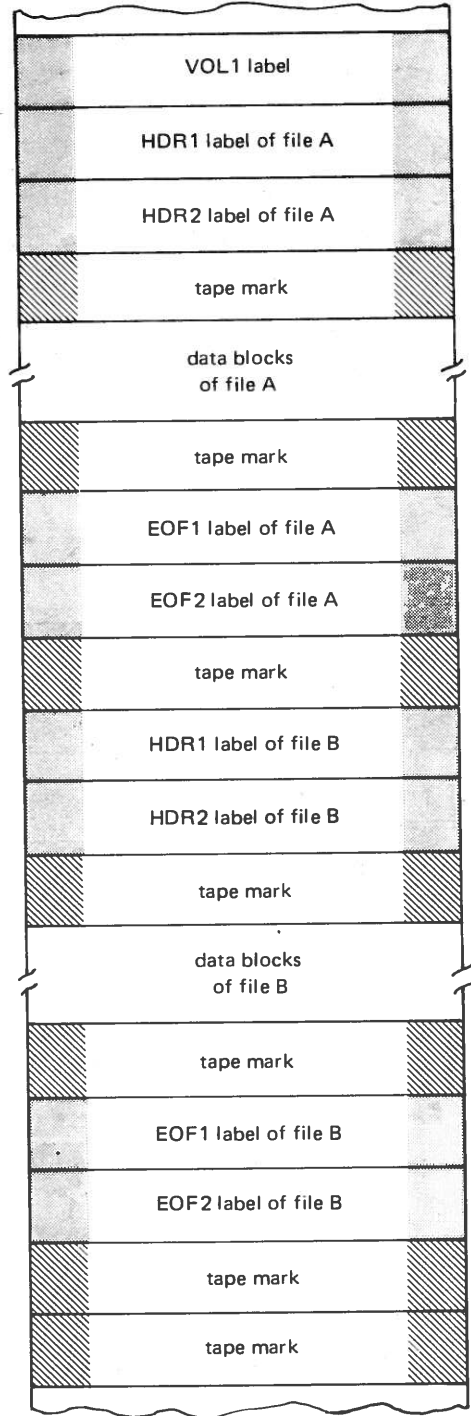 VOL1 label
HDR1 label of file A
HDR2 label of file A
tape mark
data blocks
of file A
tape mark
EOF1 label of file A
EOF2 label of file A
tape mark
HDR1 label of file B
HDR2 label of file B
tape mark
data blocks
of file B
tape mark
EOF1 label of file B
EOF2 label of file B
tape mark
tape mark